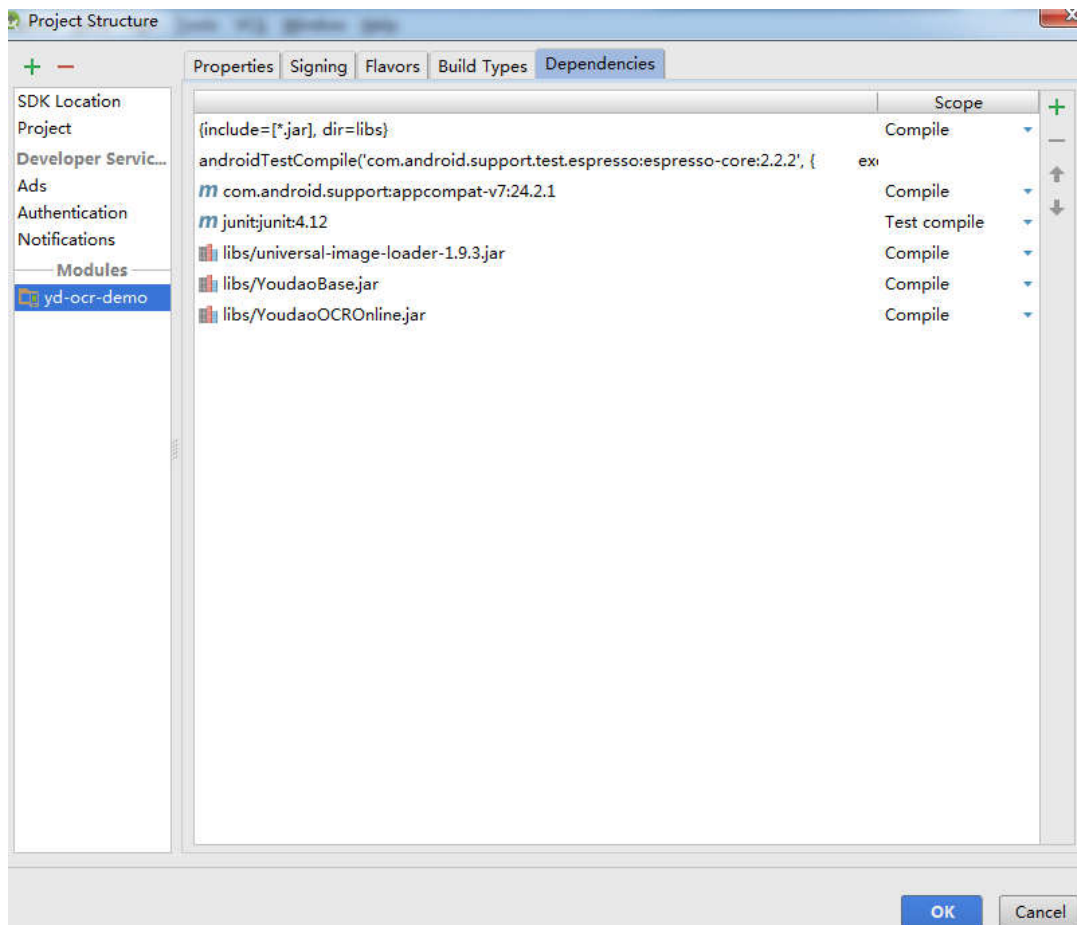 Project Structure
Properties Signing Flavors Build Types Dependencies
SDK Location
Project
Developer Servic...
Ads
Authentication
Notifications
Modules
yd-ocr-demo
Scope
{include=[*.jar], dir=libs} Compile
androidTestCompile('com.android.support.test.espresso:espresso-core:2.2.2', {
m com.android.support:appcompat-v7:24.2.1 Compile
m junit:junit:4.12 Test compile
libs/universal-image-loader-1.9.3.jar Compile
libs/YoudaoBase.jar Compile
libs/YoudaoOCROnline.jar Compile
OK Cancel